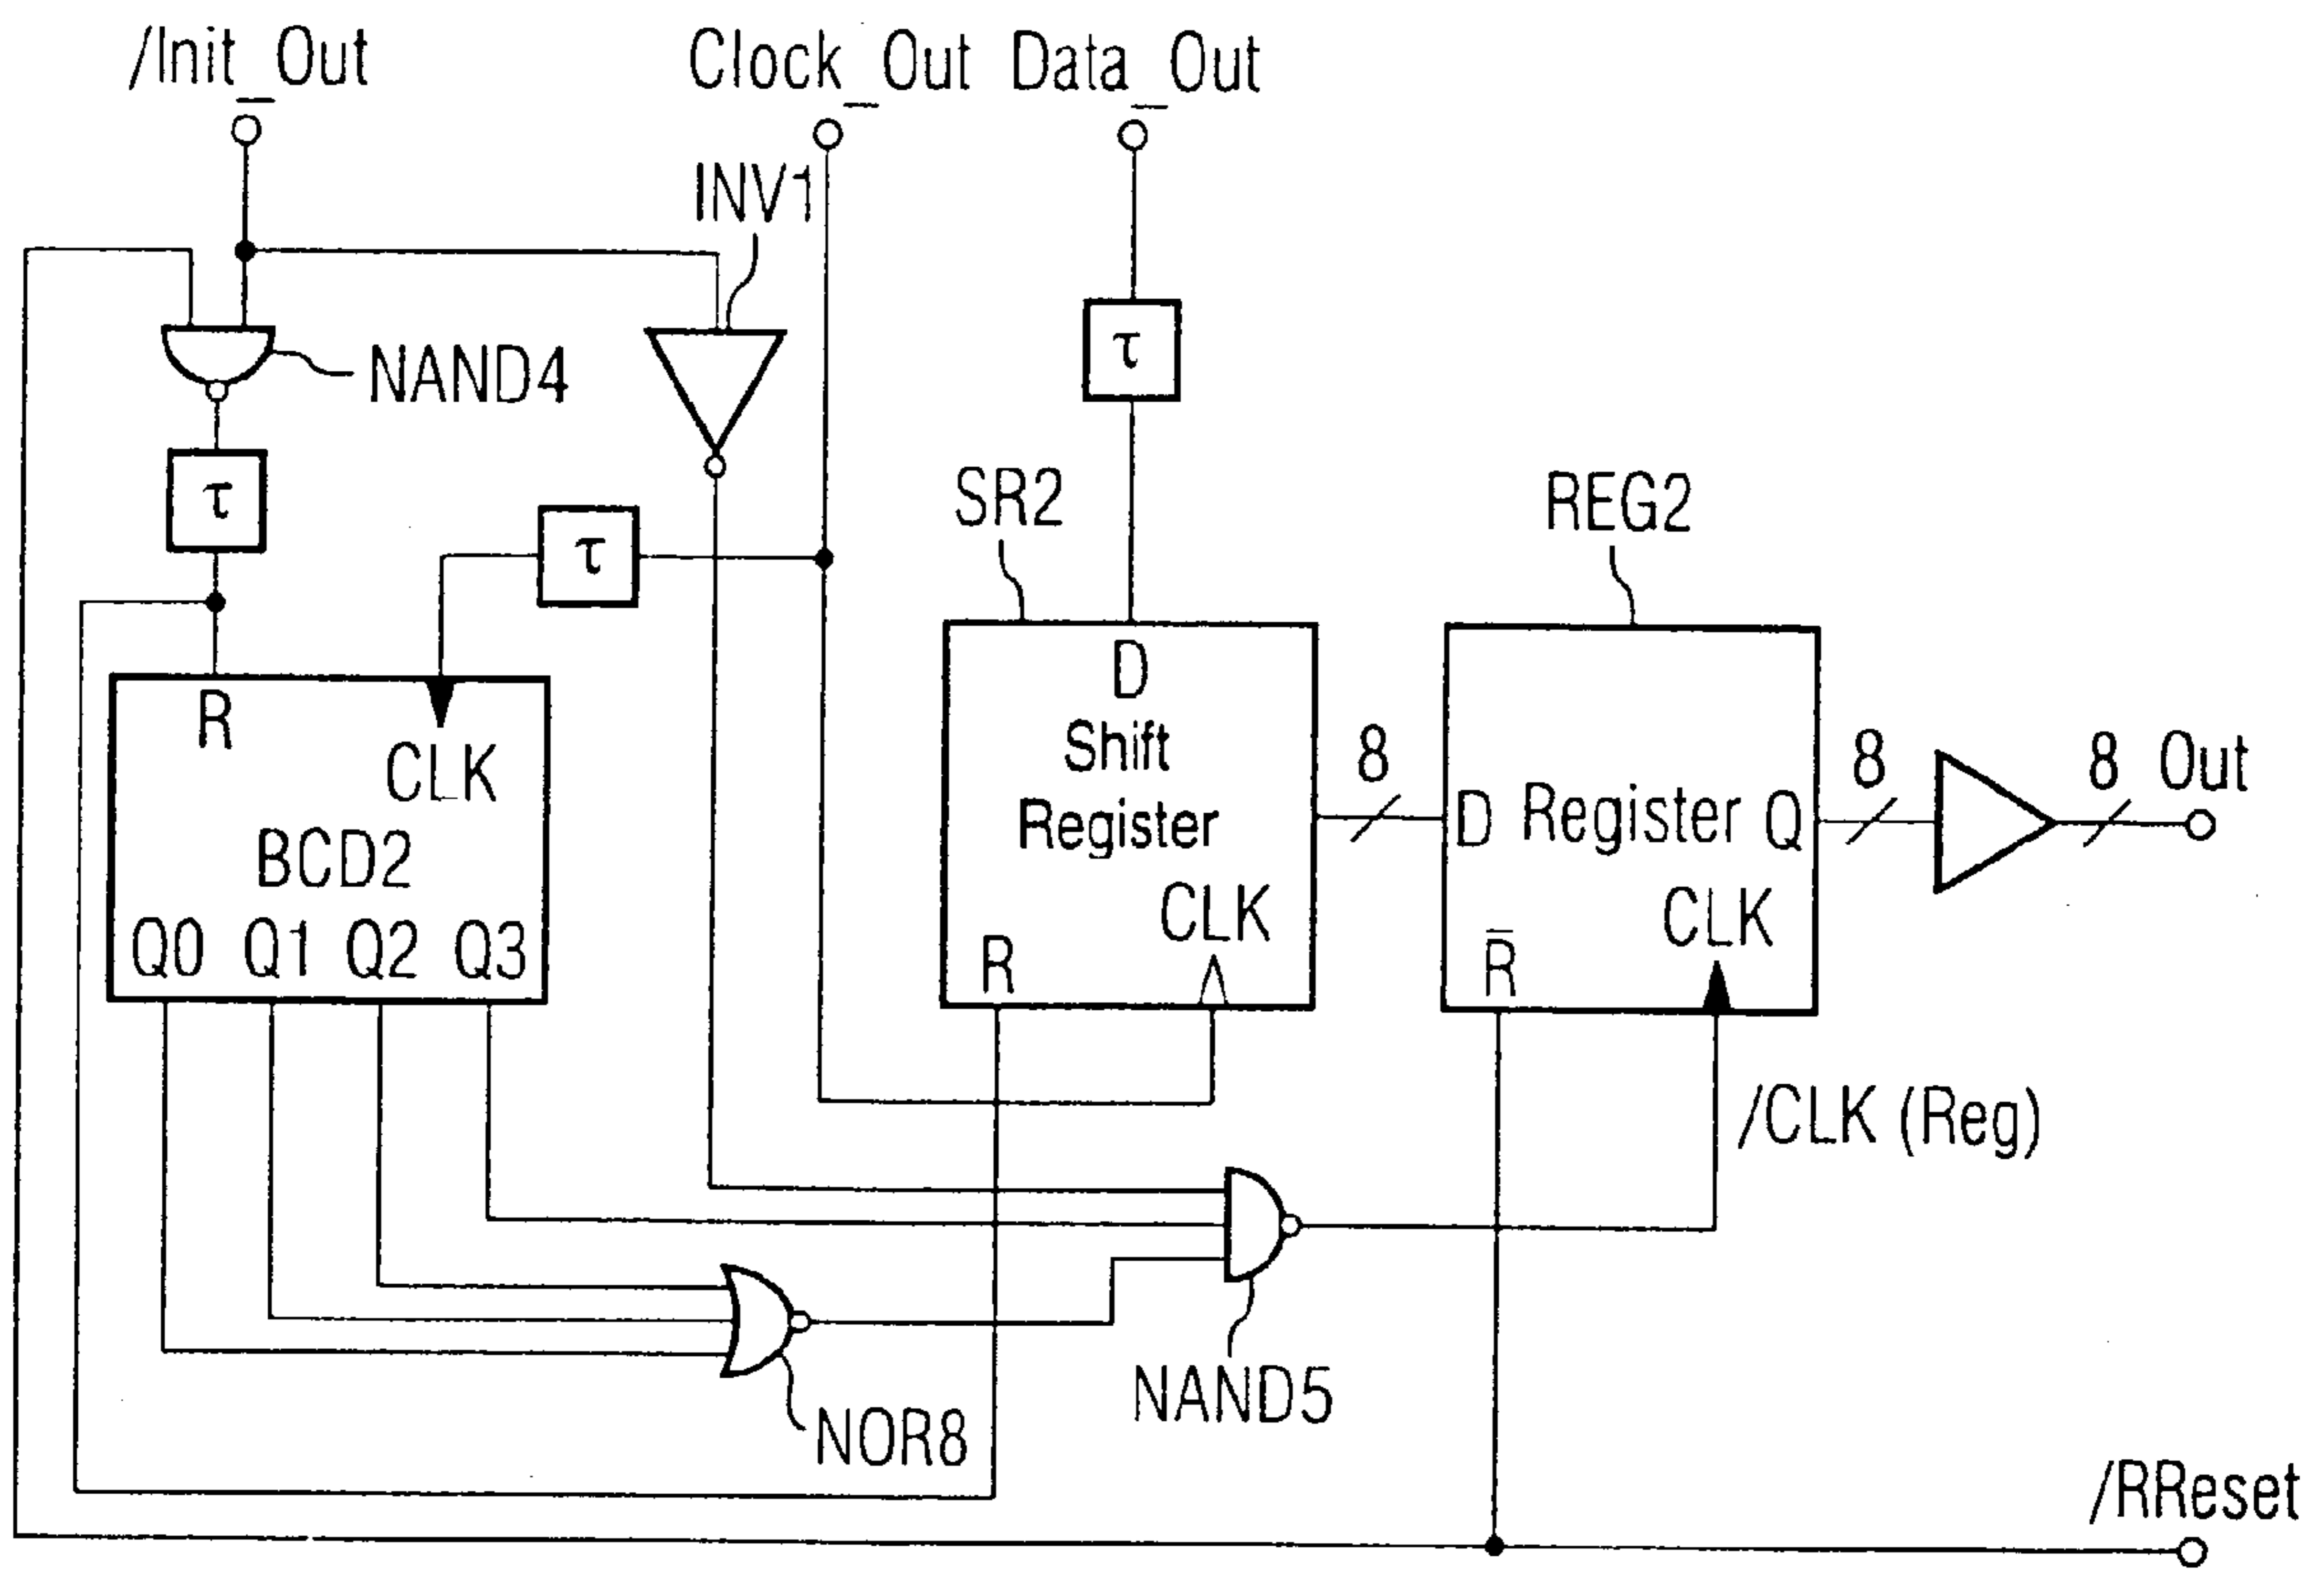 /Init_Out
Clock_Out
Data_Out
INV1
NAND4
τ
τ
τ
SR2
REG2
R
CLK
BCD2
Q0 Q1 Q2 Q3
D
Shift
Register
CLK
R
8
D Register Q
CLK
R̅
8
8 Out
/CLK (Reg)
NAND5
NOR8
/RReset